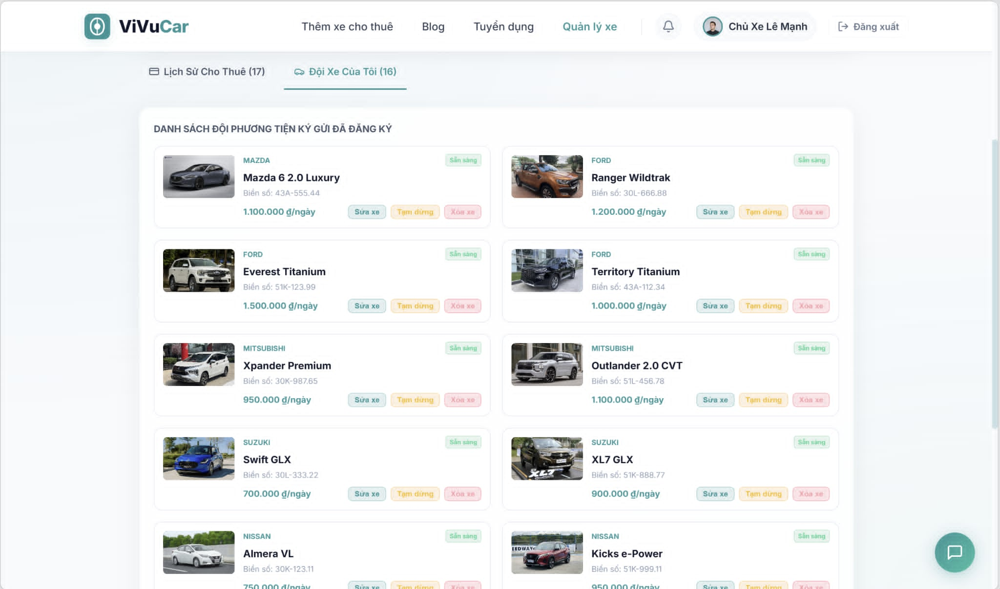 ViVuCar
Thêm xe cho thuê
Blog
Tuyển dụng
Quản lý xe
Chủ Xe Lê Mạnh
Đăng xuất
Lịch Sử Cho Thuê (17)
Đội Xe Của Tôi (16)
DANH SÁCH ĐỘI PHƯƠNG TIỆN KÝ GỬI ĐÃ ĐĂNG KÝ
MAZDA
Sẵn sàng
Mazda 6 2.0 Luxury
Biển số: 43A-555.44
1.100.000 ₫/ngày
Sửa xe
Tạm dừng
Xóa xe
FORD
Sẵn sàng
Ranger Wildtrak
Biển số: 30L-666.88
1.200.000 ₫/ngày
Sửa xe
Tạm dừng
Xóa xe
FORD
Sẵn sàng
Everest Titanium
Biển số: 51K-123.99
1.500.000 ₫/ngày
Sửa xe
Tạm dừng
Xóa xe
FORD
Sẵn sàng
Territory Titanium
Biển số: 43A-112.34
1.000.000 ₫/ngày
Sửa xe
Tạm dừng
Xóa xe
MITSUBISHI
Sẵn sàng
Xpander Premium
Biển số: 30K-987.65
950.000 ₫/ngày
Sửa xe
Tạm dừng
Xóa xe
MITSUBISHI
Sẵn sàng
Outlander 2.0 CVT
Biển số: 51L-456.78
1.100.000 ₫/ngày
Sửa xe
Tạm dừng
Xóa xe
SUZUKI
Sẵn sàng
Swift GLX
Biển số: 30L-333.22
700.000 ₫/ngày
Sửa xe
Tạm dừng
Xóa xe
SUZUKI
Sẵn sàng
XL7 GLX
Biển số: 51K-888.77
900.000 ₫/ngày
Sửa xe
Tạm dừng
Xóa xe
XL7
NISSAN
Sẵn sàng
Almera VL
Biển số: 30K-123.11
750.000 ₫/ngày
Sửa xe
Tạm dừng
Xóa xe
EEDWAY
NISSAN
Sẵn sàng
Kicks e-Power
Biển số: 51K-999.11
950.000 ₫/ngày
Sửa xe
Tạm dừng
Xóa xe